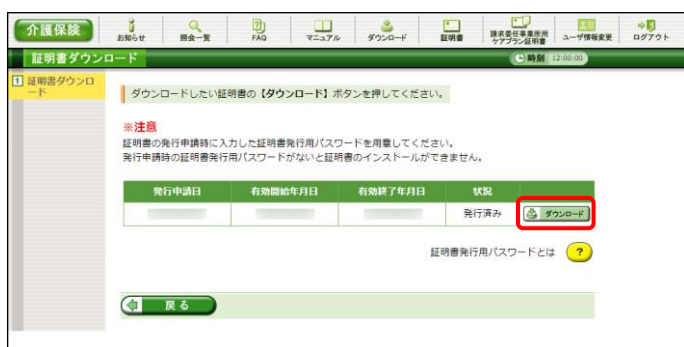 介護保険
お知らせ 照会一覧 FAQ マニュアル ダウンロード 証明書 請求委任事業所用 ケアプラン証明書 ユーザ情報変更 ログアウト
証明書ダウンロード
時刻 12:00:00
1 証明書ダウンロ
ード
ダウンロードしたい証明書の【ダウンロード】ボタンを押してください。
※注意
証明書の発行申請時に入力した証明書発行用パスワードを用意してください。
発行申請時の証明書発行用パスワードがないと証明書のインストールができません。
発行申請日 有効開始年月日 有効終了年月日 状況
発行済み ダウンロード
証明書発行用パスワードとは ?
戻る